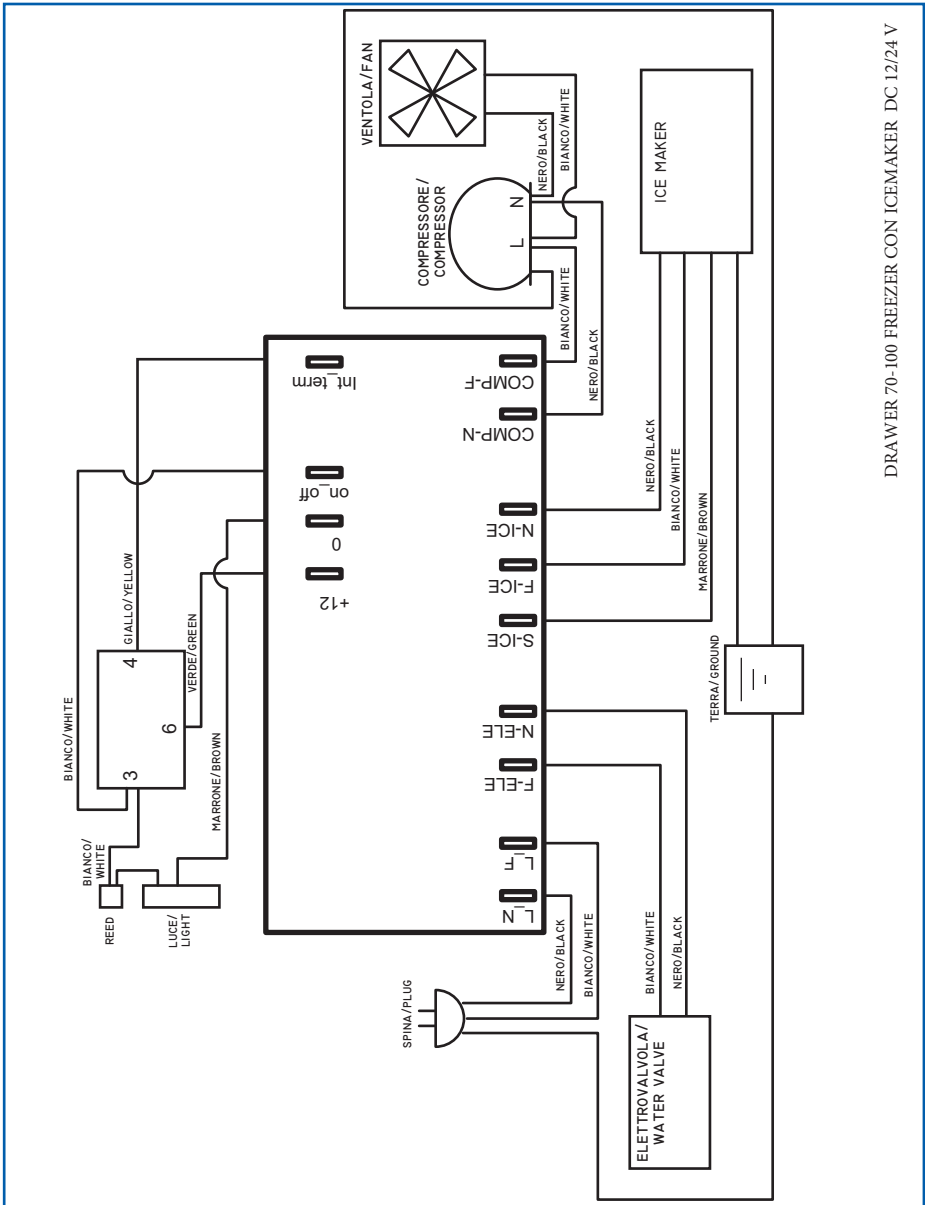 DRAWER 70-100 FREEZER CON ICEMAKER DC 12/24 V
VENTOLA/FAN
NERO/BLACK
BIANCO/WHITE
COMPRESSORE/
COMPRESSOR
L
N
BIANCO/WHITE
NERO/BLACK
ICE MAKER
NERO/BLACK
BIANCO/WHITE
MARRONE/BROWN
TERRA/GROUND
GIALLO/YELLOW
BIANCO/WHITE
VERDE/GREEN
MARRONE/BROWN
4
6
3
BIANCO/
WHITE
REED
LUCE/
LIGHT
Int_term
on_off
0
+12
COMP-F
COMP-N
N-ICE
F-ICE
S-ICE
N-ELE
F-ELE
L_F
L_N
SPINA/PLUG
NERO/BLACK
BIANCO/WHITE
BIANCO/WHITE
NERO/BLACK
ELETTROVALVOLA/
WATER VALVE